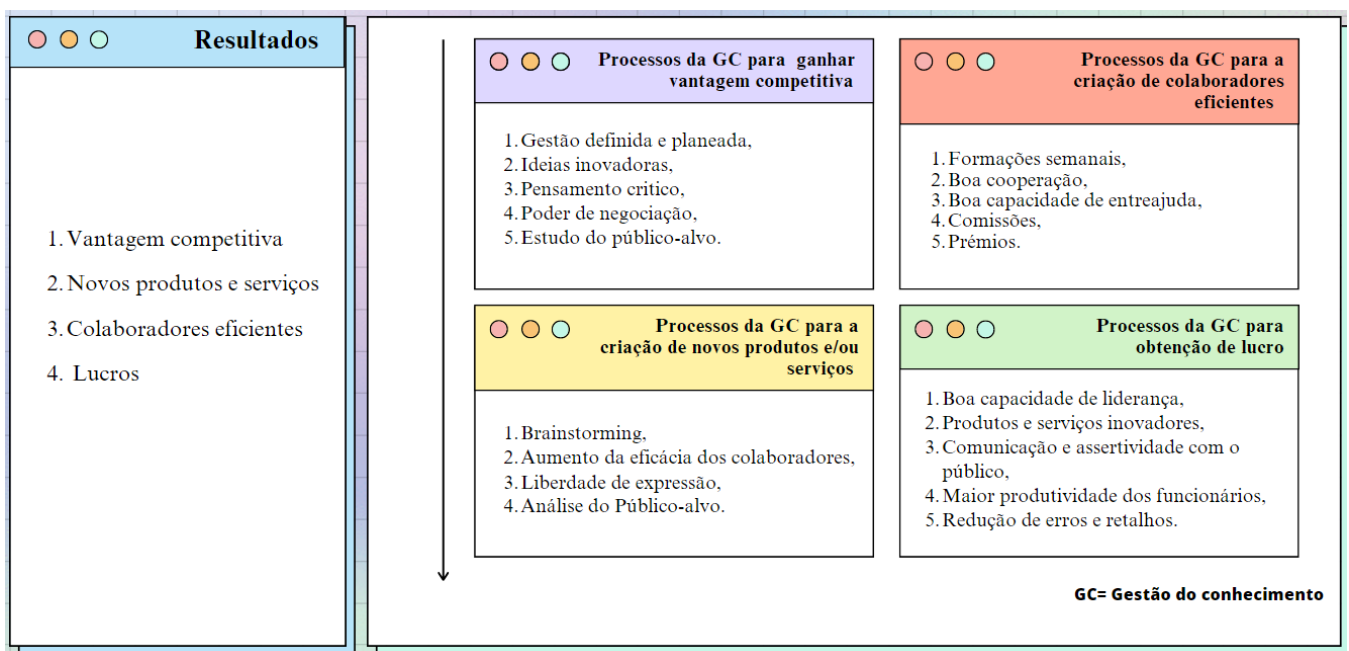 Resultados
1. Vantagem competitiva
2. Novos produtos e serviços
3. Colaboradores eficientes
4. Lucros
Processos da GC para ganhar
vantagem competitiva
1. Gestão definida e planeada,
2. Ideias inovadoras,
3. Pensamento critico,
4. Poder de negociação,
5. Estudo do público-alvo.
Processos da GC para a
criação de colaboradores
eficientes
1. Formações semanais,
2. Boa cooperação,
3. Boa capacidade de entreajuda,
4. Comissões,
5. Prémios.
Processos da GC para a
criação de novos produtos e/ou
serviços
1. Brainstorming,
2. Aumento da eficácia dos colaboradores,
3. Liberdade de expressão,
4. Análise do Público-alvo.
Processos da GC para
obtenção de lucro
1. Boa capacidade de liderança,
2. Produtos e serviços inovadores,
3. Comunicação e assertividade com o
público,
4. Maior produtividade dos funcionários,
5. Redução de erros e retalhos.
GC= Gestão do conhecimento